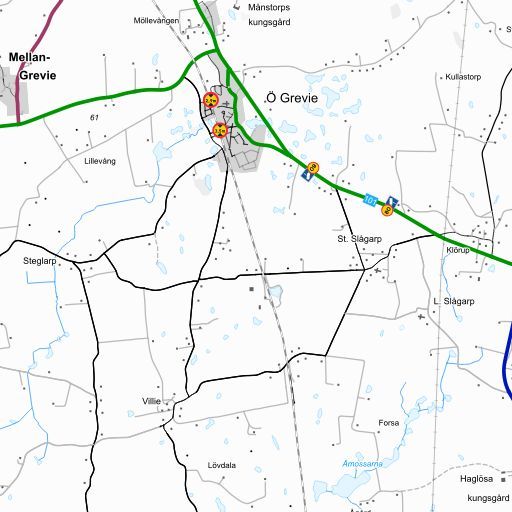 Månstorps
kungsgård
Möllevången
Mellan-
Grevie
Kullastorp
Ö Grevie
61
Lillevång
101
St. Slågarp
Klörup
Steglarp
L. Slågarp
Villie
Forsa
Lövdala
Amossarna
Haglösa
kungsgård